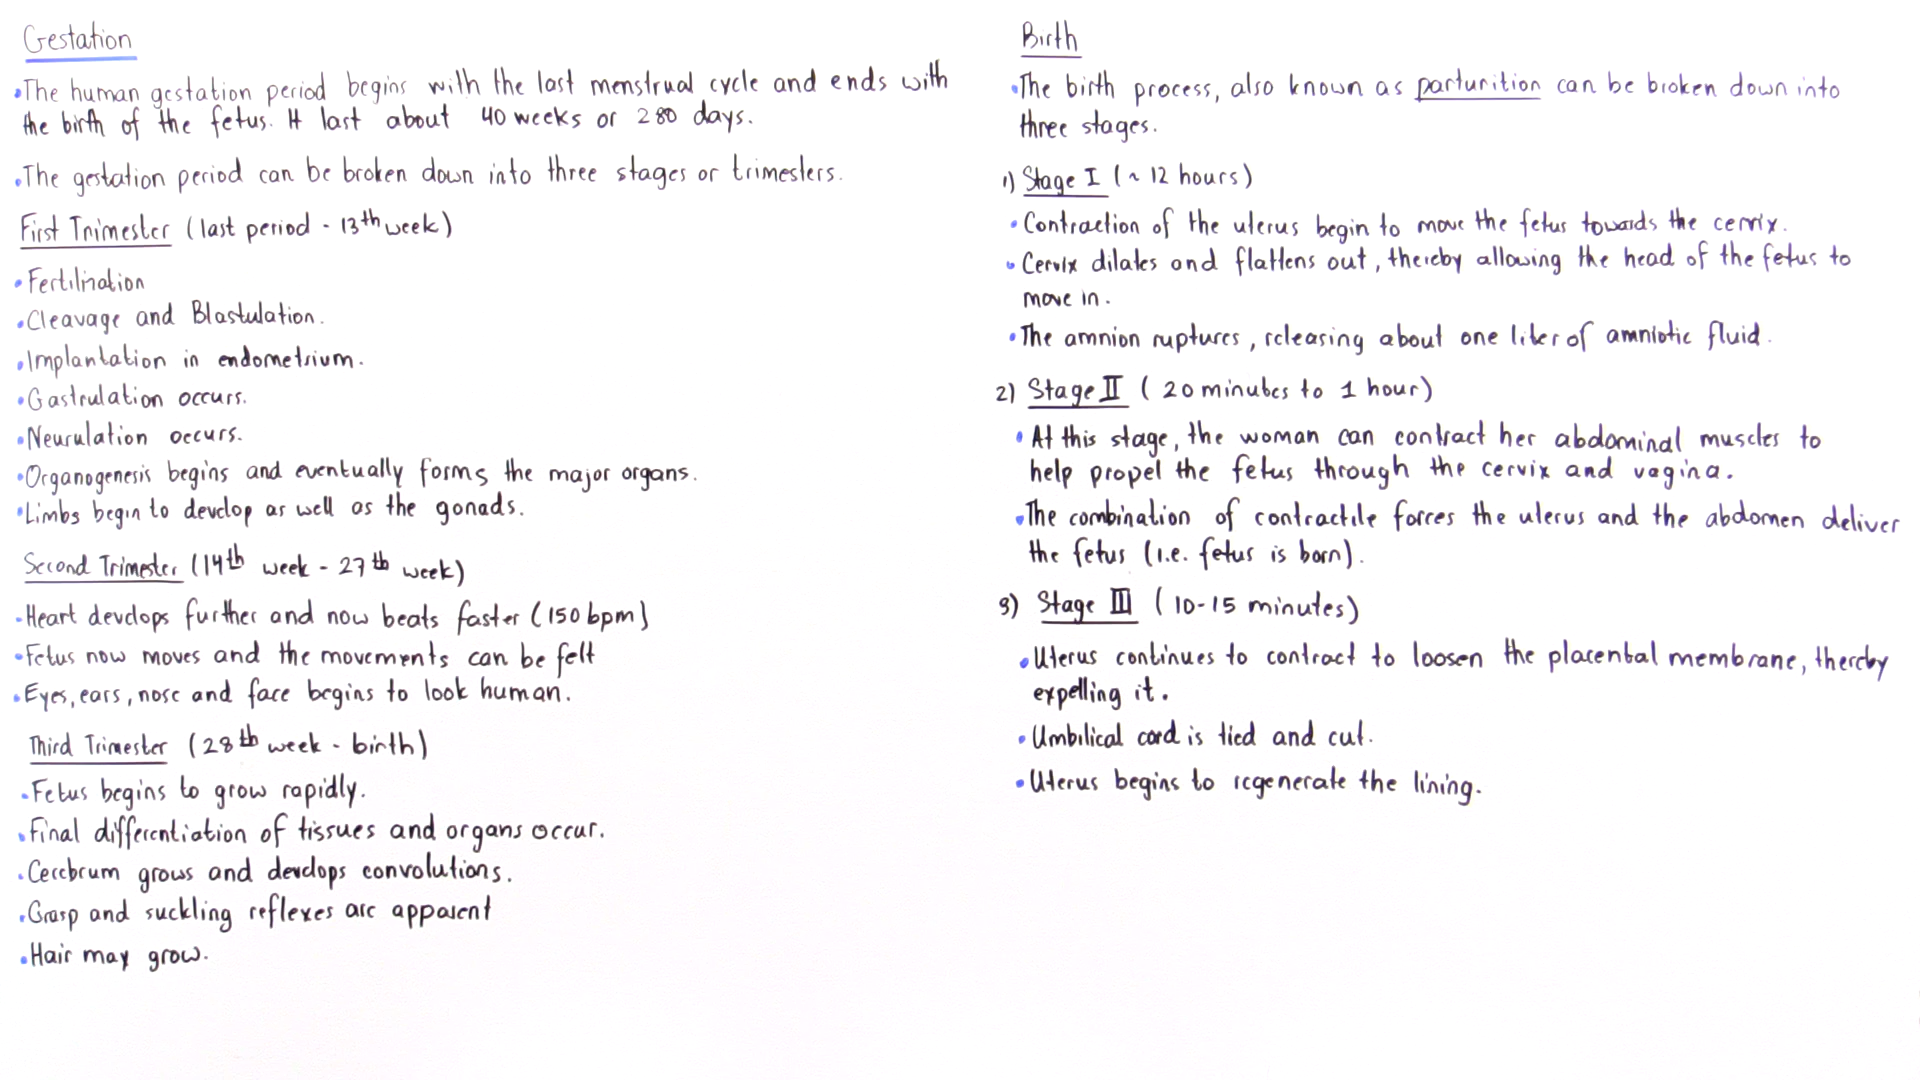 Gestation
•The human gestation period begins with the last menstrual cycle and ends with
the birth of the fetus. It last about 40 weeks or 280 days.
•The gestation period can be broken down into three stages or trimesters.
First Trimester (last period - 13th week)
•Fertilization
•Cleavage and Blastulation.
•Implantation in endometrium.
•Gastrulation occurs.
•Neurulation occurs.
•Organogenesis begins and eventually forms the major organs.
•Limbs begin to develop as well as the gonads.
Second Trimester (14th week - 27th week)
•Heart develops further and now beats faster (150 bpm)
•Fetus now moves and the movements can be felt
•Eyes, ears, nose and face begins to look human.
Third Trimester (28th week - birth)
•Fetus begins to grow rapidly.
•Final differentiation of tissues and organs occur.
•Cerebrum grows and develops convolutions.
•Grasp and suckling reflexes are apparent
•Hair may grow.
Birth
•The birth process, also known as parturition can be broken down into
three stages.
1) Stage I (~ 12 hours)
•Contraction of the uterus begin to move the fetus towards the cervix.
•Cervix dilates and flattens out, thereby allowing the head of the fetus to
move in.
•The amnion ruptures, releasing about one liter of amniotic fluid.
2) Stage II (20 minutes to 1 hour)
•At this stage, the woman can contract her abdominal muscles to
help propel the fetus through the cervix and vagina.
•The combination of contractile forces the uterus and the abdomen deliver
the fetus (i.e. fetus is born).
3) Stage III (10-15 minutes)
•Uterus continues to contract to loosen the placental membrane, thereby
expelling it.
•Umbilical cord is tied and cut.
•Uterus begins to regenerate the lining.